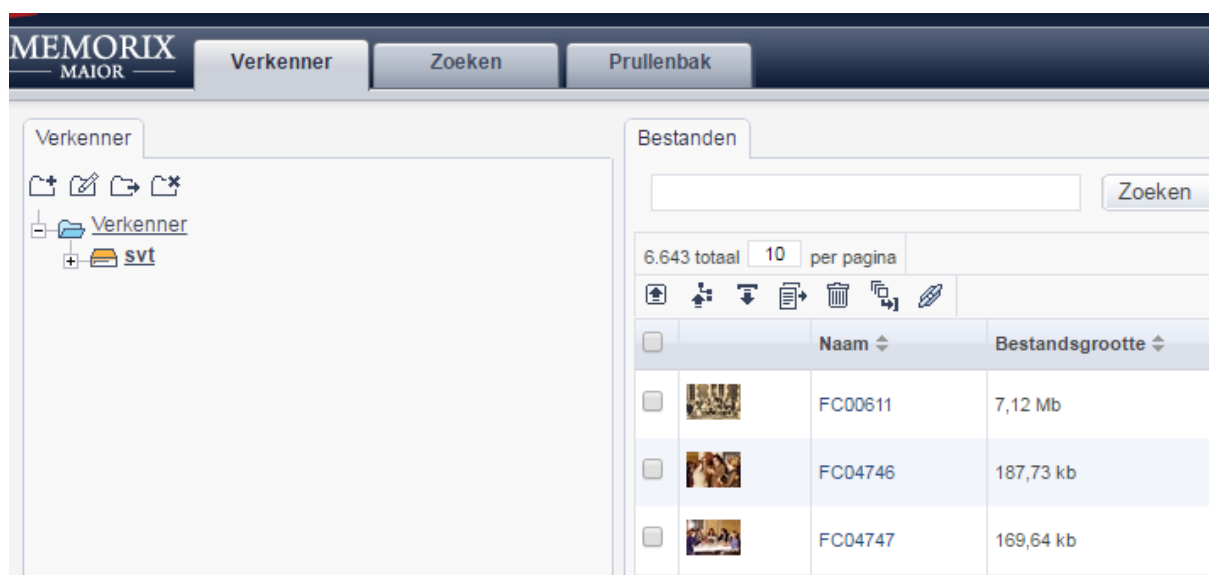 MEMORIX
MAIOR
Verkenner
Zoeken
Prullenbak
Verkenner
Verkenner
svt
Bestanden
Zoeken
6.643 totaal 10 per pagina
Naam Bestandsgrootte
FC00611 7,12 Mb
FC04746 187,73 kb
FC04747 169,64 kb